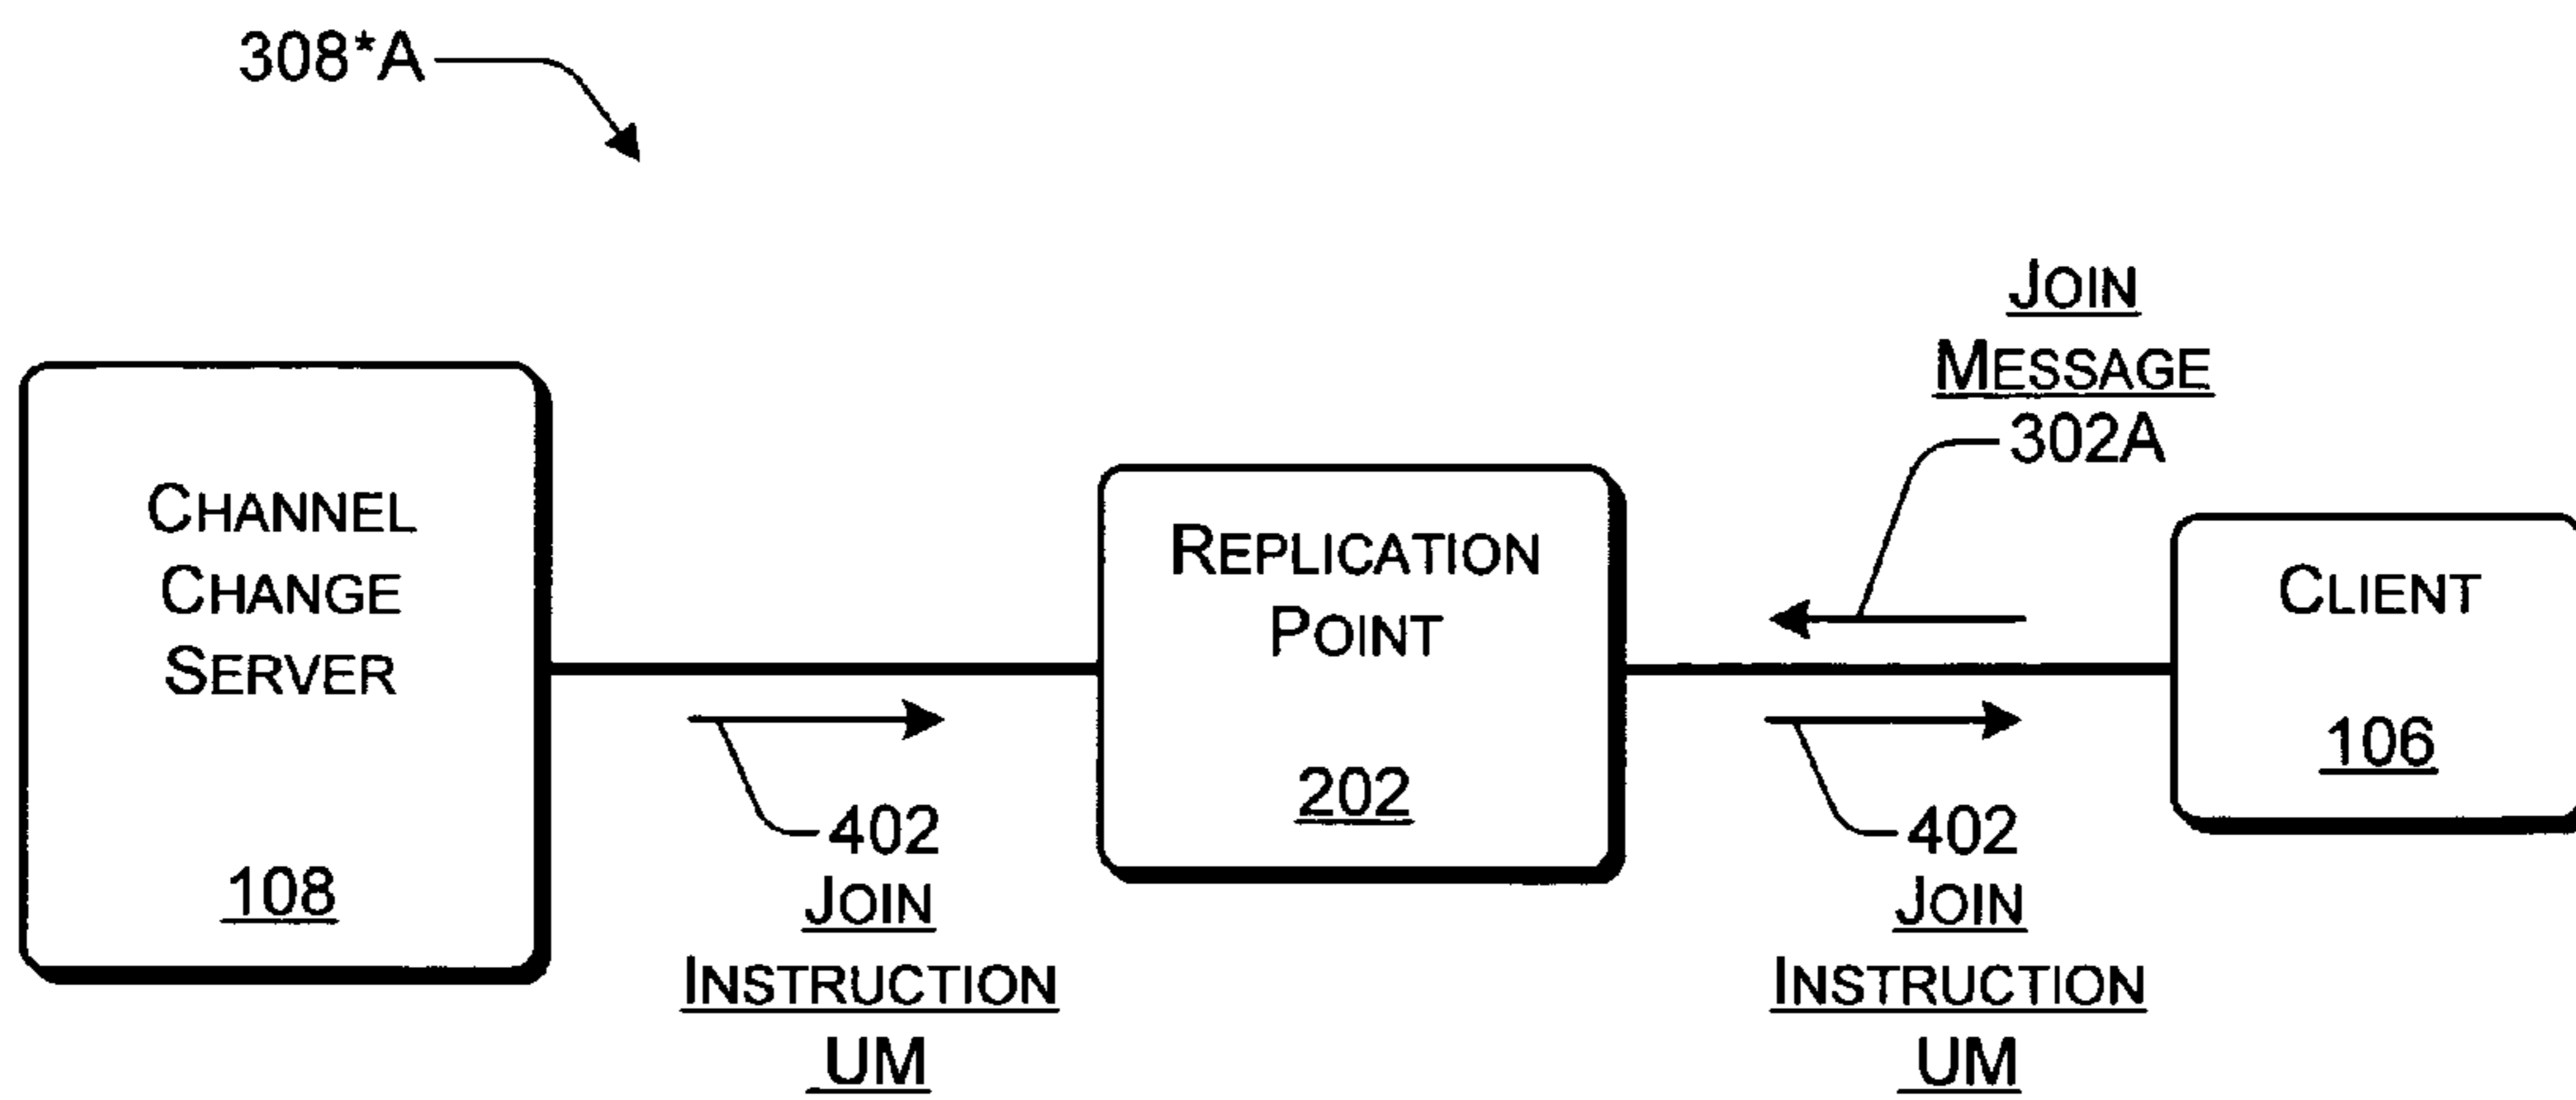 308*A
CHANNEL
CHANGE
SERVER
108
402
JOIN
INSTRUCTION
UM
REPLICATION
POINT
202
JOIN
MESSAGE
302A
402
JOIN
INSTRUCTION
UM
CLIENT
106